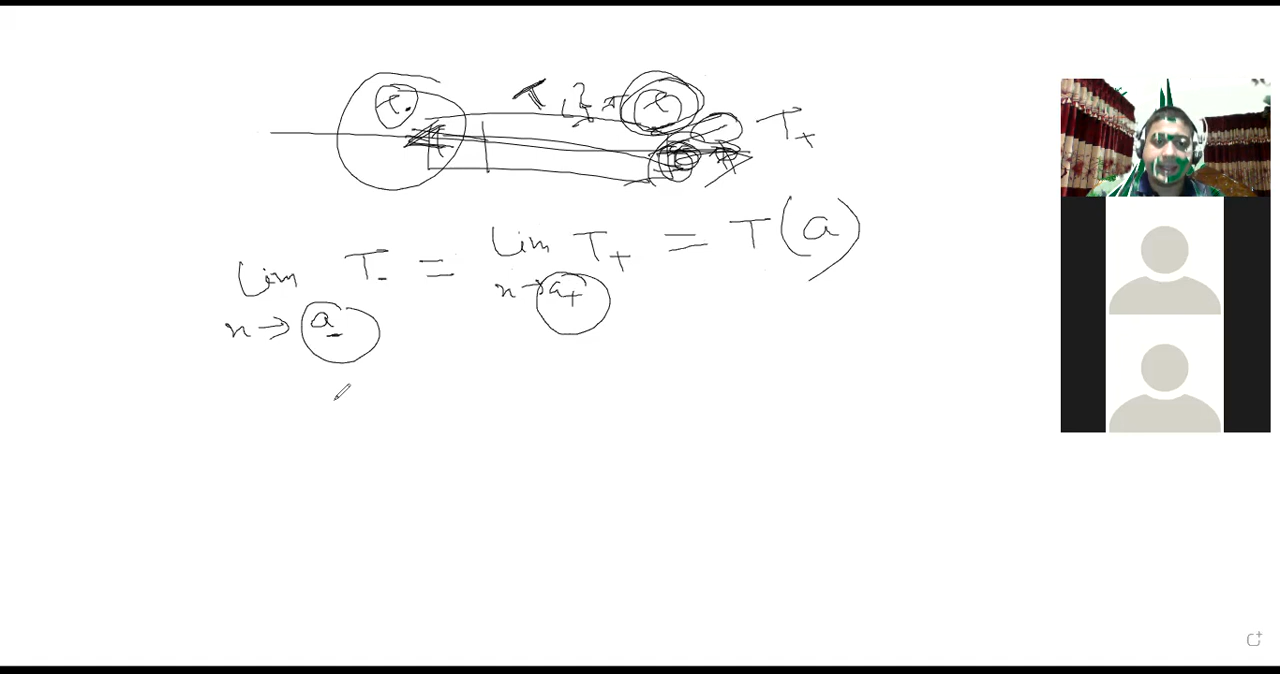 T T+
lim T- = lim T+ = T(a)
n→ a- n→ a+